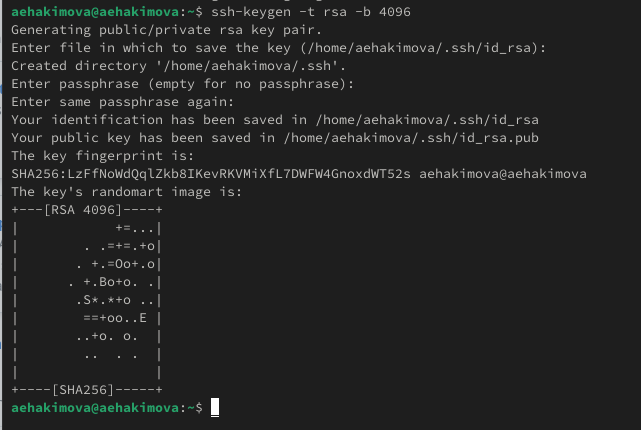 aehakimova@aehakimova:~$ ssh-keygen -t rsa -b 4096
Generating public/private rsa key pair.
Enter file in which to save the key (/home/aehakimova/.ssh/id_rsa):
Created directory '/home/aehakimova/.ssh'.
Enter passphrase (empty for no passphrase):
Enter same passphrase again:
Your identification has been saved in /home/aehakimova/.ssh/id_rsa
Your public key has been saved in /home/aehakimova/.ssh/id_rsa.pub
The key fingerprint is:
SHA256:LzFfNoWdQqlZkb8IKevRKVMiXfL7DWFW4GnoxdWT52s aehakimova@aehakimova
The key's randomart image is:
+---[RSA 4096]----+
|            +=...|
|        . .=+=.+o|
|       . +.=Oo+.o|
|      . +.Bo+o. .|
|       .S*.*+o ..|
|        ==+oo..E |
|       ..+o. o.  |
|        ..  . .  |
|                 |
+----[SHA256]-----+
aehakimova@aehakimova:~$